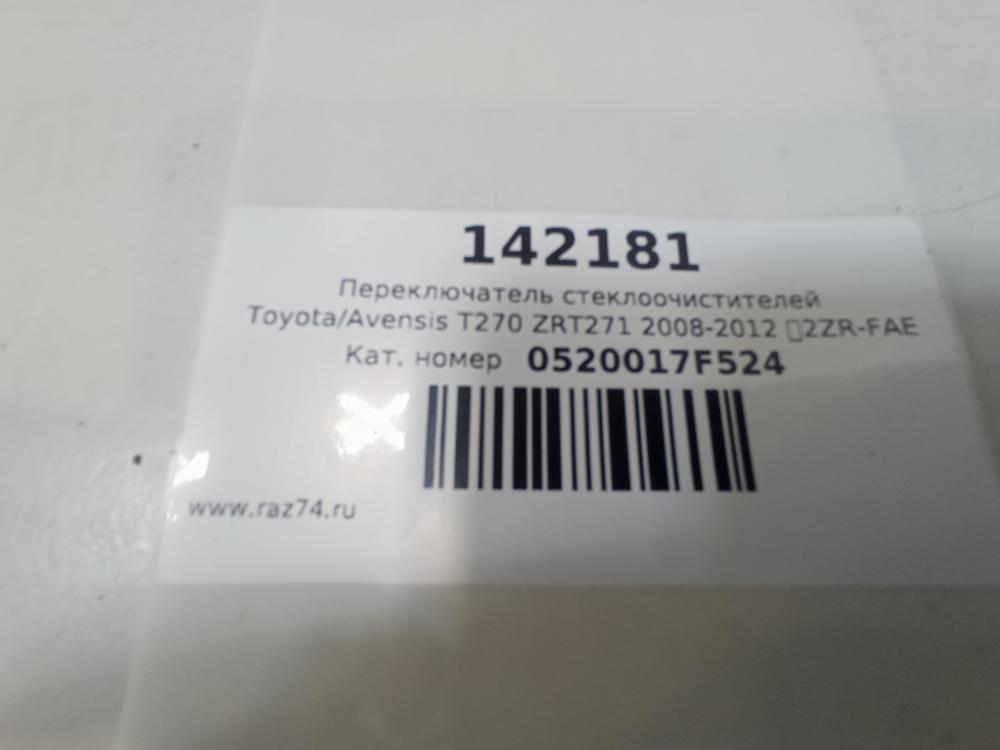 142181
Переключатель стеклоочистителей
Toyota/Avensis T270 ZRT271 2008-2012 ▯2ZR-FAE
Кат. номер 0520017F524
www.raz74.ru